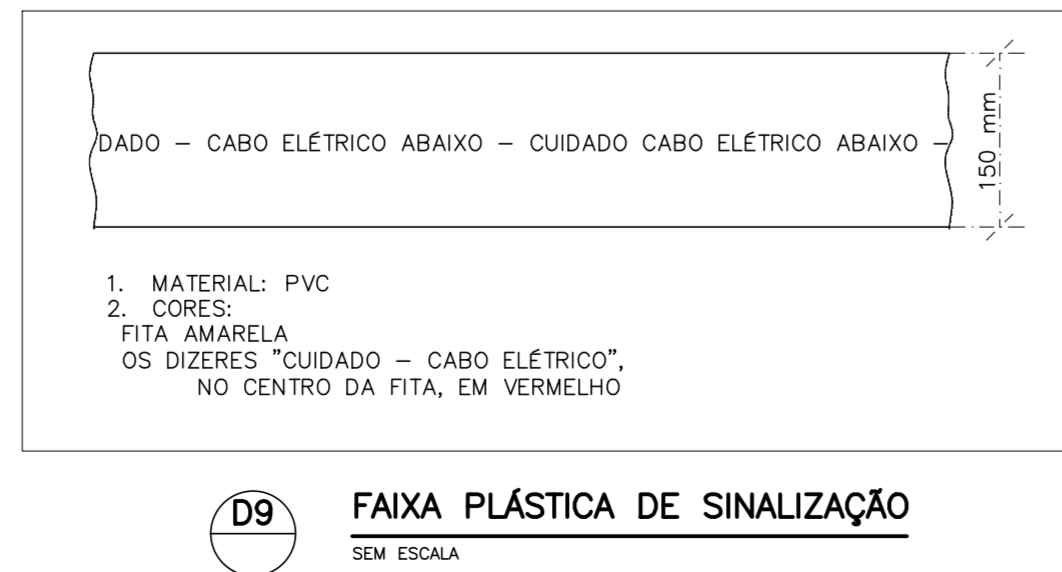 DADO – CABO ELÉTRICO ABAIXO – CUIDADO CABO ELÉTRICO ABAIXO –
150 mm
1. MATERIAL: PVC
2. CORES:
FITA AMARELA
OS DIZERES "CUIDADO – CABO ELÉTRICO",
NO CENTRO DA FITA, EM VERMELHO
D9
FAIXA PLÁSTICA DE SINALIZAÇÃO
SEM ESCALA